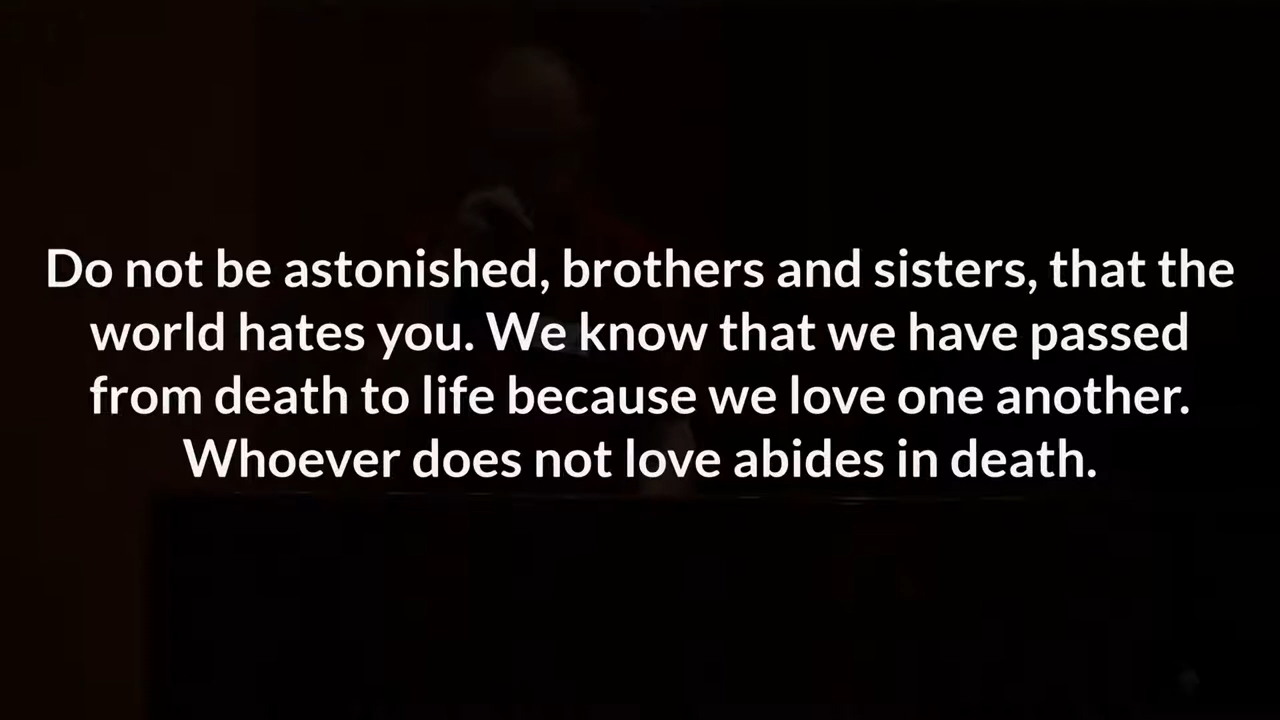 Do not be astonished, brothers and sisters, that the
world hates you. We know that we have passed
from death to life because we love one another.
Whoever does not love abides in death.